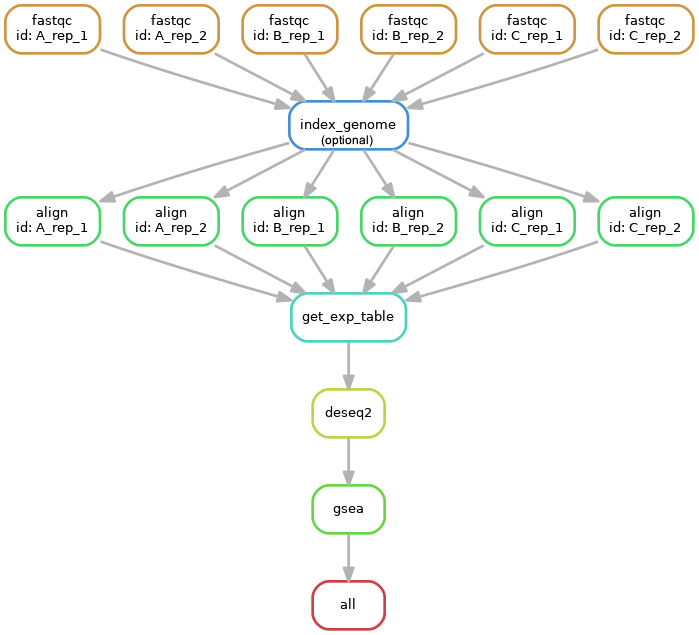 fastqc
id: A_rep_1
fastqc
id: A_rep_2
fastqc
id: B_rep_1
fastqc
id: B_rep_2
fastqc
id: C_rep_1
fastqc
id: C_rep_2
index_genome
(optional)
align
id: A_rep_1
align
id: A_rep_2
align
id: B_rep_1
align
id: B_rep_2
align
id: C_rep_1
align
id: C_rep_2
get_exp_table
deseq2
gsea
all